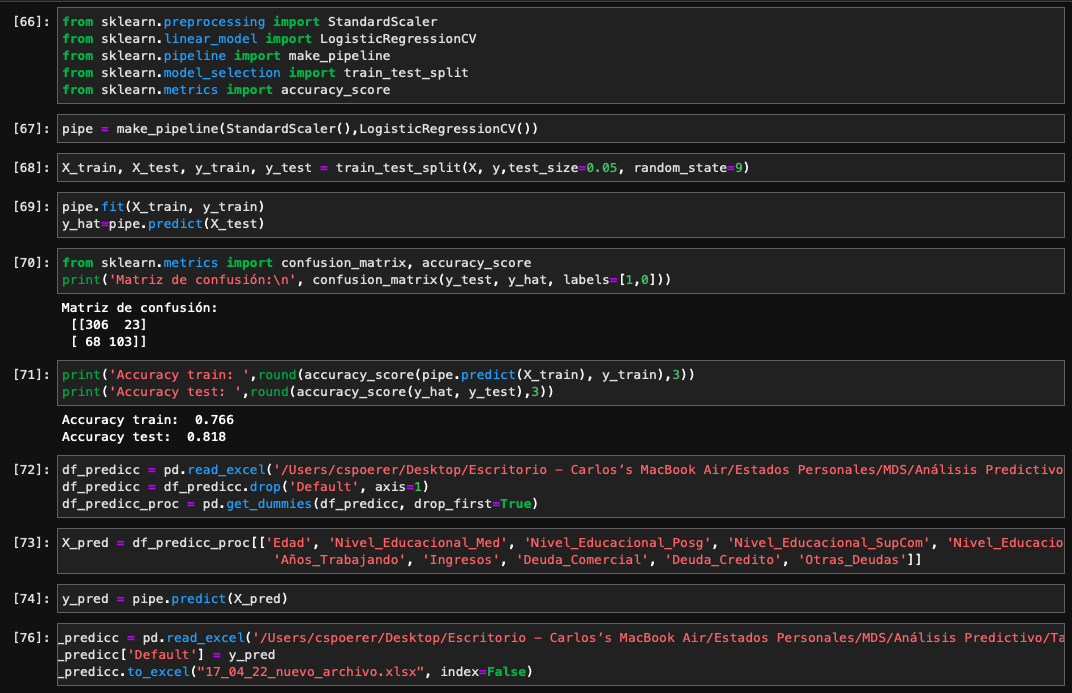 [66]: from sklearn.preprocessing import StandardScaler
from sklearn.linear_model import LogisticRegressionCV
from sklearn.pipeline import make_pipeline
from sklearn.model_selection import train_test_split
from sklearn.metrics import accuracy_score
[67]: pipe = make_pipeline(StandardScaler(),LogisticRegressionCV())
[68]: X_train, X_test, y_train, y_test = train_test_split(X, y,test_size=0.05, random_state=9)
[69]: pipe.fit(X_train, y_train)
y_hat=pipe.predict(X_test)
[70]: from sklearn.metrics import confusion_matrix, accuracy_score
print('Matriz de confusión:\n', confusion_matrix(y_test, y_hat, labels=[1,0]))
Matriz de confusión:
[[306  23]
[ 68 103]]
[71]: print('Accuracy train: ',round(accuracy_score(pipe.predict(X_train), y_train),3))
print('Accuracy test: ',round(accuracy_score(y_hat, y_test),3))
Accuracy train:  0.766
Accuracy test:  0.818
[72]: df_predicc = pd.read_excel('/Users/cspoerer/Desktop/Escritorio – Carlos’s MacBook Air/Estados Personales/MDS/Análisis Predictivo
df_predicc = df_predicc.drop('Default', axis=1)
df_predicc_proc = pd.get_dummies(df_predicc, drop_first=True)
[73]: X_pred = df_predicc_proc[['Edad', 'Nivel_Educacional_Med', 'Nivel_Educacional_Posg', 'Nivel_Educacional_SupCom', 'Nivel_Educacio
'Años_Trabajando', 'Ingresos', 'Deuda_Comercial', 'Deuda_Credito', 'Otras_Deudas']]
[74]: y_pred = pipe.predict(X_pred)
[76]: _predicc = pd.read_excel('/Users/cspoerer/Desktop/Escritorio – Carlos’s MacBook Air/Estados Personales/MDS/Análisis Predictivo/Ta
_predicc['Default'] = y_pred
_predicc.to_excel("17_04_22_nuevo_archivo.xlsx", index=False)